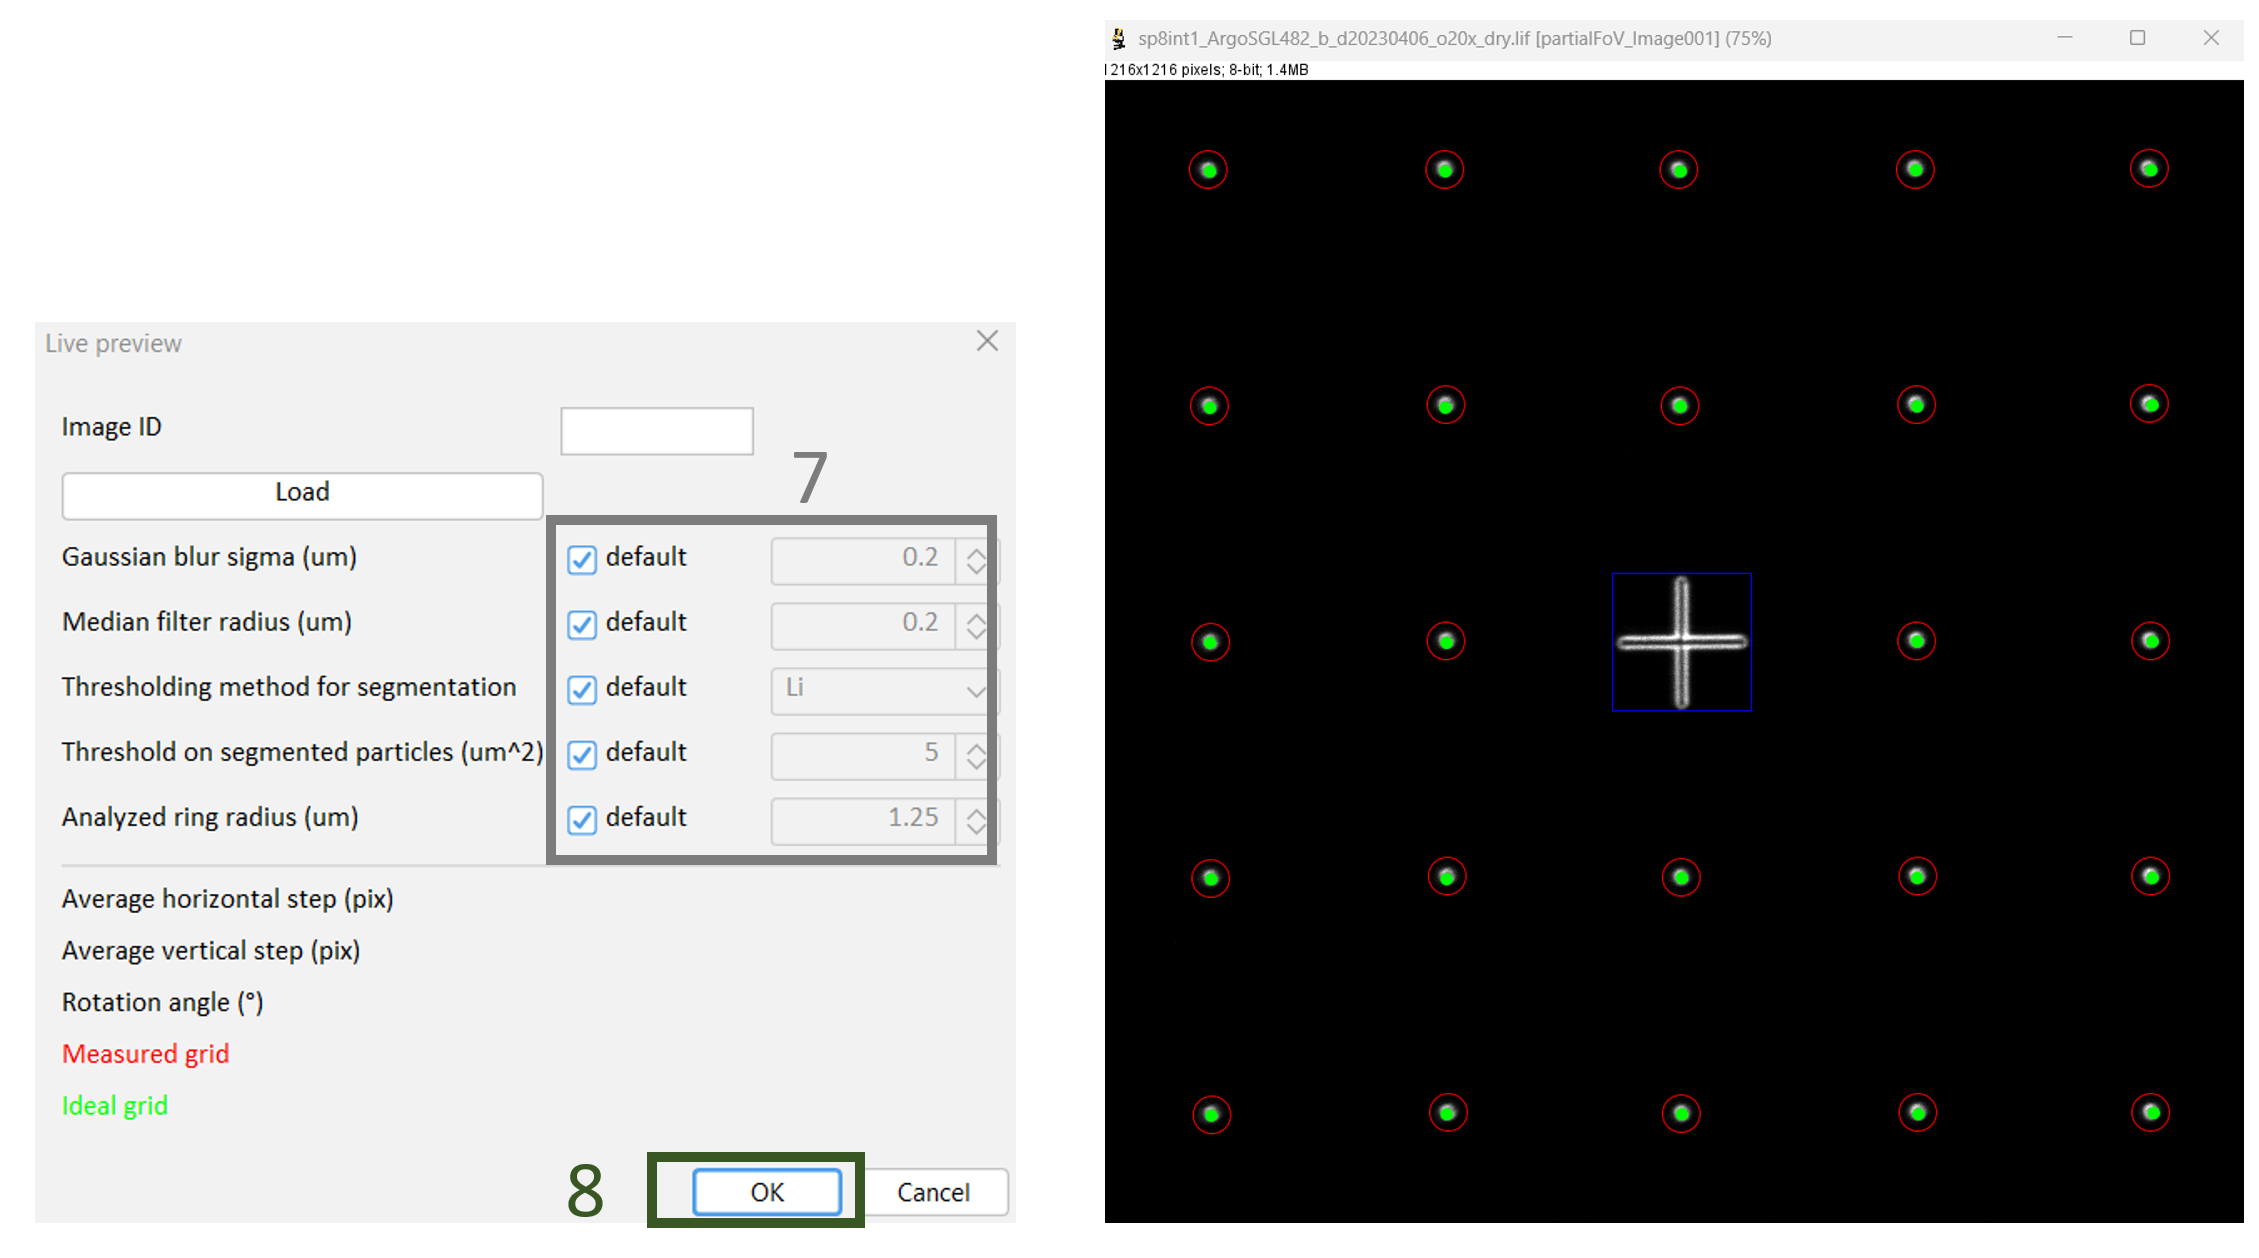 Live preview
Image ID
Load
7
Gaussian blur sigma (um) default 0.2
Median filter radius (um) default 0.2
Thresholding method for segmentation default Li
Threshold on segmented particles (um^2) default 5
Analyzed ring radius (um) default 1.25
Average horizontal step (pix)
Average vertical step (pix)
Rotation angle (°)
Measured grid
Ideal grid
8 OK Cancel
sp8int1_ArgoSGL482_b_d20230406_o20x_dry.lif [partialFoV_Image001] (75%)
1216x1216 pixels; 8-bit; 1.4MB